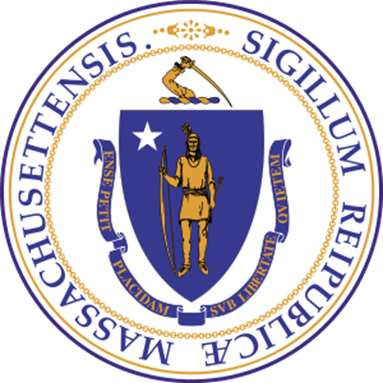 SIGILLUM REIPUBLICÆ MASSACHUSETTENSIS.
ENSE PETIT
PLACIDAM
SVB LIBERTATE
QVIETEM